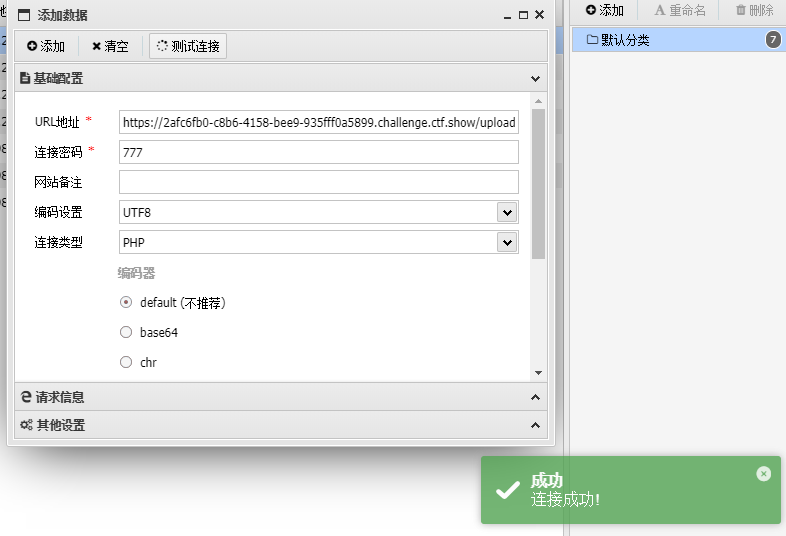 添加数据
添加 清空 测试连接
基础配置
URL地址 * https://2afc6fb0-c8b6-4158-bee9-935fff0a5899.challenge.ctf.show/upload
连接密码 * 777
网站备注
编码设置 UTF8
连接类型 PHP
编码器
default (不推荐)
base64
chr
请求信息
其他设置
添加 重命名 删除
默认分类 7
成功
连接成功!